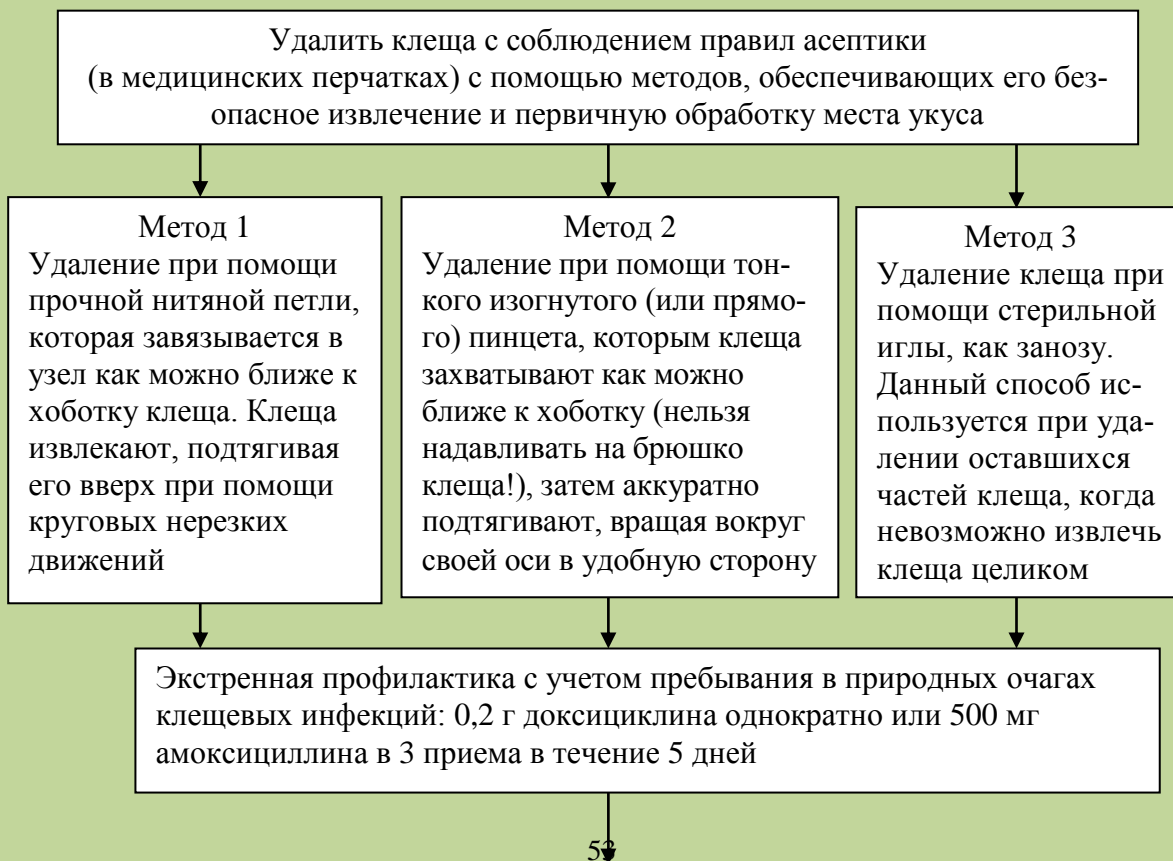 Удалить клеща с соблюдением правил асептики
(в медицинских перчатках) с помощью методов, обеспечивающих его без-
опасное извлечение и первичную обработку места укуса
Метод 1
Удаление при помощи
прочной нитяной петли,
которая завязывается в
узел как можно ближе к
хоботку клеща. Клеща
извлекают, подтягивая
его вверх при помощи
круговых нерезких
движений
Метод 2
Удаление при помощи тон-
кого изогнутого (или прямо-
го) пинцета, которым клеща
захватывают как можно
ближе к хоботку (нельзя
надавливать на брюшко
клеща!), затем аккуратно
подтягивают, вращая вокруг
своей оси в удобную сторону
Метод 3
Удаление клеща при
помощи стерильной
иглы, как занозу.
Данный способ ис-
пользуется при уда-
лении оставшихся
частей клеща, когда
невозможно извлечь
клеща целиком
Экстренная профилактика с учетом пребывания в природных очагах
клещевых инфекций: 0,2 г доксициклина однократно или 500 мг
амоксициллина в 3 приема в течение 5 дней